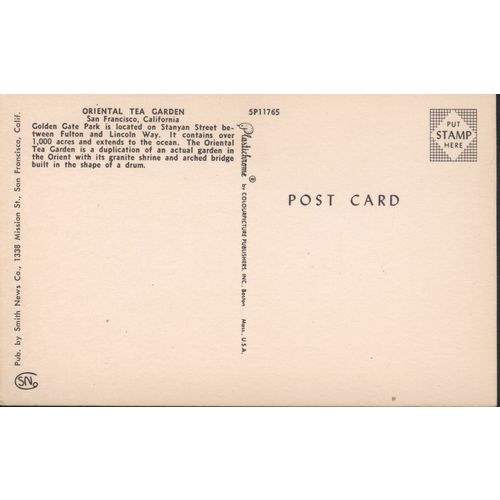 ORIENTAL TEA GARDEN
San Francisco, California
Golden Gate Park is located on Stanyan Street be-
tween Fulton and Lincoln Way. It contains over
1,000 acres and extends to the ocean. The Oriental
Tea Garden is a duplication of an actual garden in
the Orient with its granite shrine and arched bridge
built in the shape of a drum.
Pub. by Smith News Co., 1338 Mission St., San Francisco, Calif.
SN
5P11765
Plastichrome ® by COLOURPICTURE PUBLISHERS, INC. Boston Mass., U.S.A.
POST CARD
PUT
STAMP
HERE